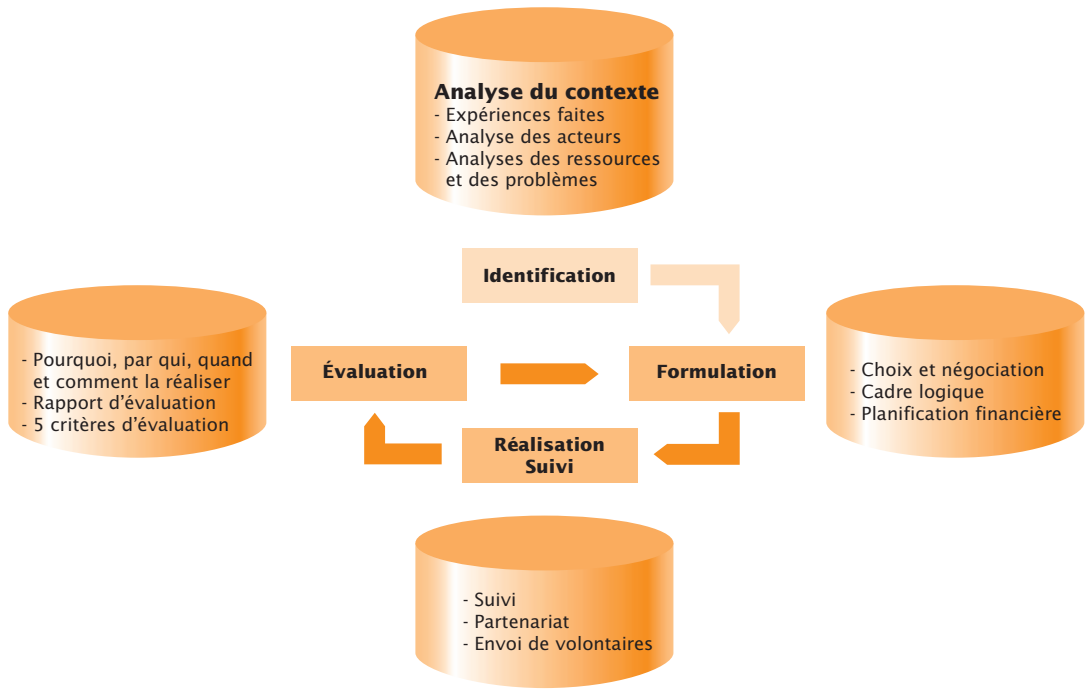 Analyse du contexte
- Expériences faites
- Analyse des acteurs
- Analyses des ressources
et des problèmes
Identification
- Pourquoi, par qui, quand
et comment la réaliser
- Rapport d’évaluation
- 5 critères d’évaluation
Évaluation
Formulation
- Choix et négociation
- Cadre logique
- Planification financière
Réalisation
Suivi
- Suivi
- Partenariat
- Envoi de volontaires